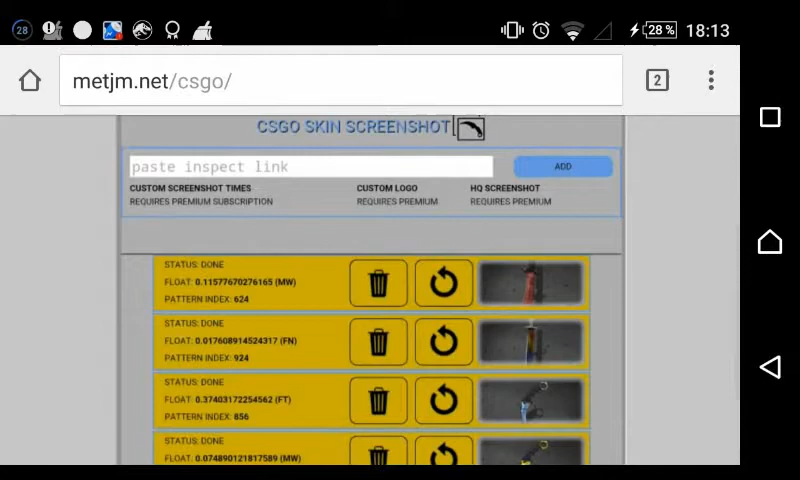 28
28 %
18:13
metjm.net/csgo/
2
CSGO SKIN SCREENSHOT
paste inspect link
ADD
CUSTOM SCREENSHOT TIMES
REQUIRES PREMIUM SUBSCRIPTION
CUSTOM LOGO
REQUIRES PREMIUM
HQ SCREENSHOT
REQUIRES PREMIUM
STATUS: DONE
FLOAT: 0.11577670276165 (MW)
PATTERN INDEX: 624
STATUS: DONE
FLOAT: 0.017608914524317 (FN)
PATTERN INDEX: 924
STATUS: DONE
FLOAT: 0.37403172254562 (FT)
PATTERN INDEX: 856
STATUS: DONE
FLOAT: 0.074890121817589 (MW)